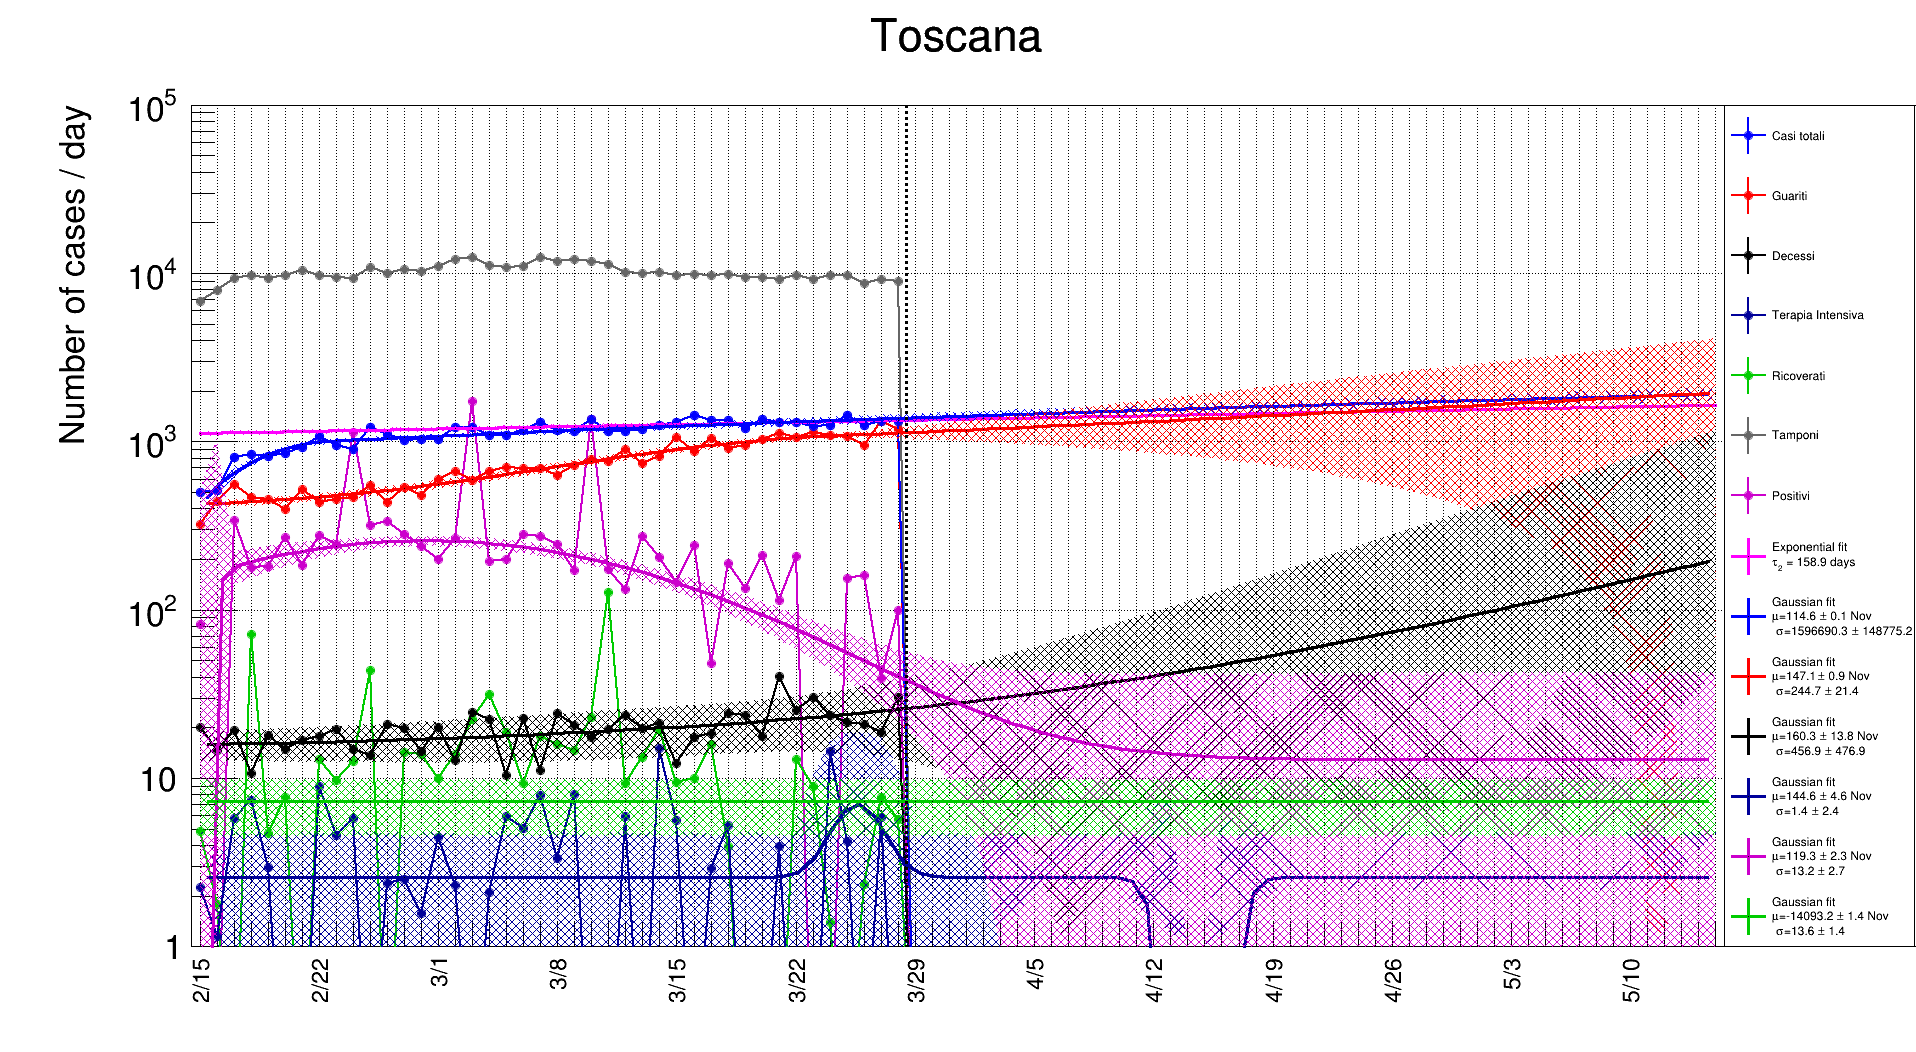 Toscana
Number of cases / day
10^5
10^4
10^3
10^2
10
1
2/15
2/22
3/1
3/8
3/15
3/22
3/29
4/5
4/12
4/19
4/26
5/3
5/10
Casi totali
Guariti
Decessi
Terapia Intensiva
Ricoverati
Tamponi
Positivi
Exponential fit
τ₂ = 158.9 days
Gaussian fit
μ=114.6 ± 0.1 Nov
σ=1596690.3 ± 148775.2
Gaussian fit
μ=147.1 ± 0.9 Nov
σ=244.7 ± 21.4
Gaussian fit
μ=160.3 ± 13.8 Nov
σ=456.9 ± 476.9
Gaussian fit
μ=144.6 ± 4.6 Nov
σ=1.4 ± 2.4
Gaussian fit
μ=119.3 ± 2.3 Nov
σ=13.2 ± 2.7
Gaussian fit
μ=-14093.2 ± 1.4 Nov
σ=13.6 ± 1.4